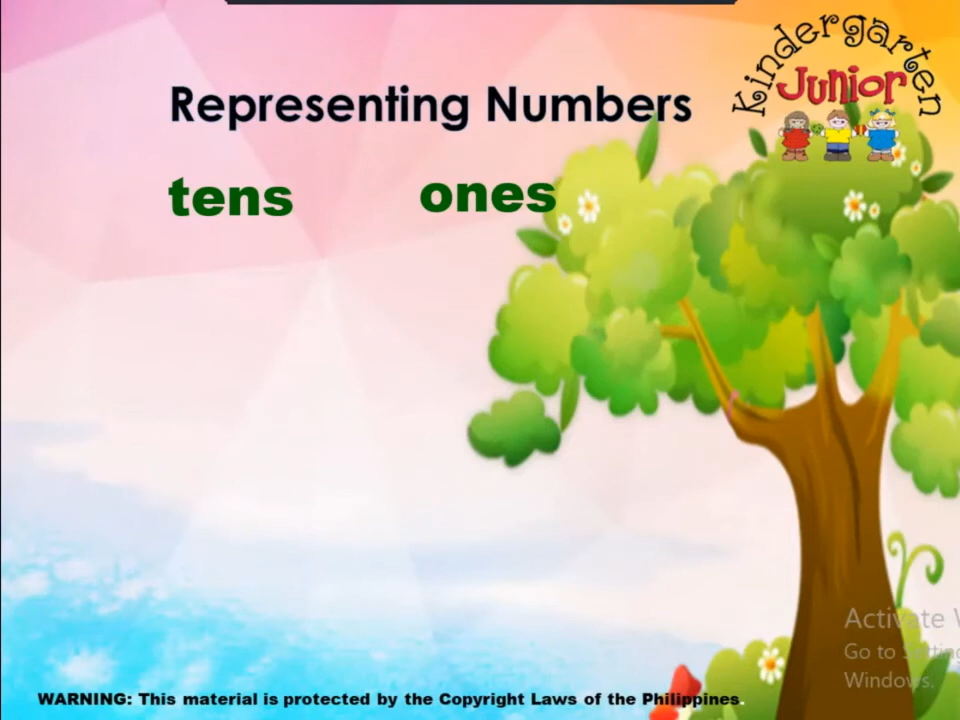 Kindergarten
Junior
Representing Numbers
tens ones
Activate
Go to Setting
Windows.
WARNING: This material is protected by the Copyright Laws of the Philippines.